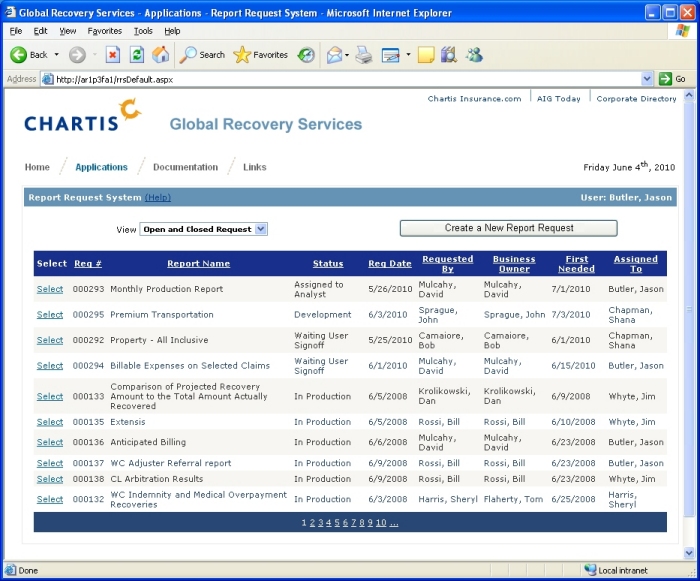 Global Recovery Services - Applications - Report Request System - Microsoft Internet Explorer
File Edit View Favorites Tools Help
Back Search Favorites
Address http://ar1p3fa1/rrsDefault.aspx Go
Chartis Insurance.com AIG Today Corporate Directory
CHARTIS Global Recovery Services
Home Applications Documentation Links Friday June 4th, 2010
Report Request System (Help) User: Butler, Jason
View Open and Closed Request Create a New Report Request
Select Req # Report Name Status Req Date Requested By Business Owner First Needed Assigned To
Select 000293 Monthly Production Report Assigned to Analyst 5/26/2010 Mulcahy, David Mulcahy, David 7/1/2010 Butler, Jason
Select 000295 Premium Transportation Development 6/3/2010 Sprague, John Sprague, John 7/3/2010 Chapman, Shana
Select 000292 Property - All Inclusive Waiting User Signoff 5/25/2010 Camaiore, Bob Camaiore, Bob 6/1/2010 Chapman, Shana
Select 000294 Billable Expenses on Selected Claims Waiting User Signoff 6/1/2010 Mulcahy, David Mulcahy, David 6/15/2010 Butler, Jason
Select 000133 Comparison of Projected Recovery Amount to the Total Amount Actually Recovered In Production 6/5/2008 Krolikowski, Dan Krolikowski, Dan 6/9/2008 Whyte, Jim
Select 000135 Extensis In Production 6/5/2008 Rossi, Bill Rossi, Bill 6/10/2008 Whyte, Jim
Select 000136 Anticipated Billing In Production 6/6/2008 Mulcahy, David Mulcahy, David 6/23/2008 Butler, Jason
Select 000137 WC Adjuster Referral report In Production 6/9/2008 Rossi, Bill Rossi, Bill 6/23/2008 Butler, Jason
Select 000138 CL Arbitration Results In Production 6/9/2008 Rossi, Bill Rossi, Bill 6/23/2008 Whyte, Jim
Select 000132 WC Indemnity and Medical Overpayment Recoveries In Production 6/3/2008 Harris, Sheryl Flaherty, Tom 6/25/2008 Harris, Sheryl
1 2 3 4 5 6 7 8 9 10 ...
Done Local intranet